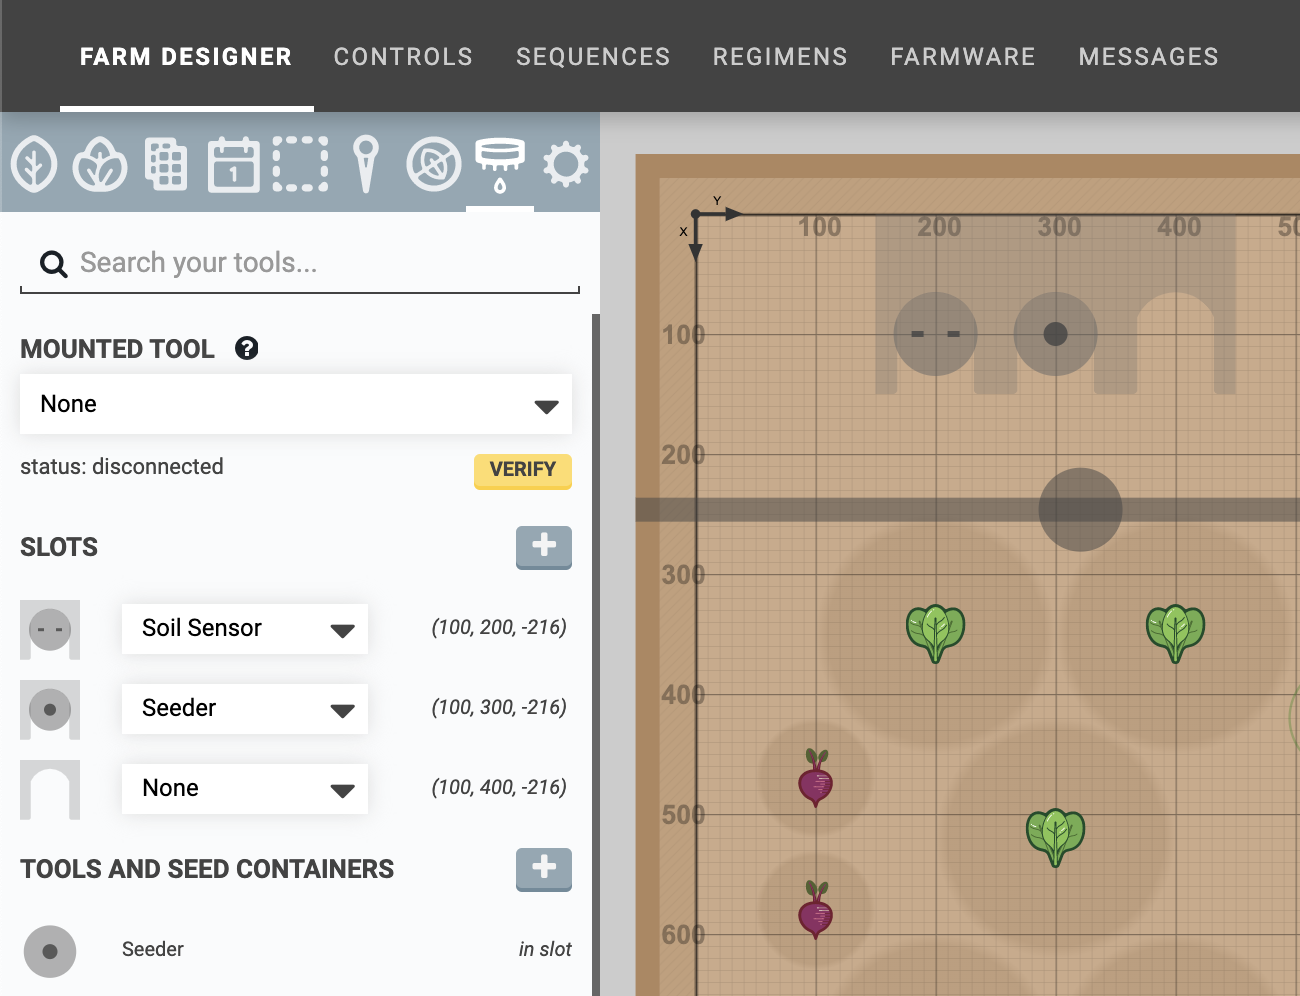 FARM DESIGNER CONTROLS SEQUENCES REGIMENS FARMWARE MESSAGES
1
Search your tools...
MOUNTED TOOL ?
None
status: disconnected VERIFY
SLOTS +
Soil Sensor (100, 200, -216)
Seeder (100, 300, -216)
None (100, 400, -216)
TOOLS AND SEED CONTAINERS +
Seeder in slot
Y
X
100 200 300 400
100
200
300
400
500
600